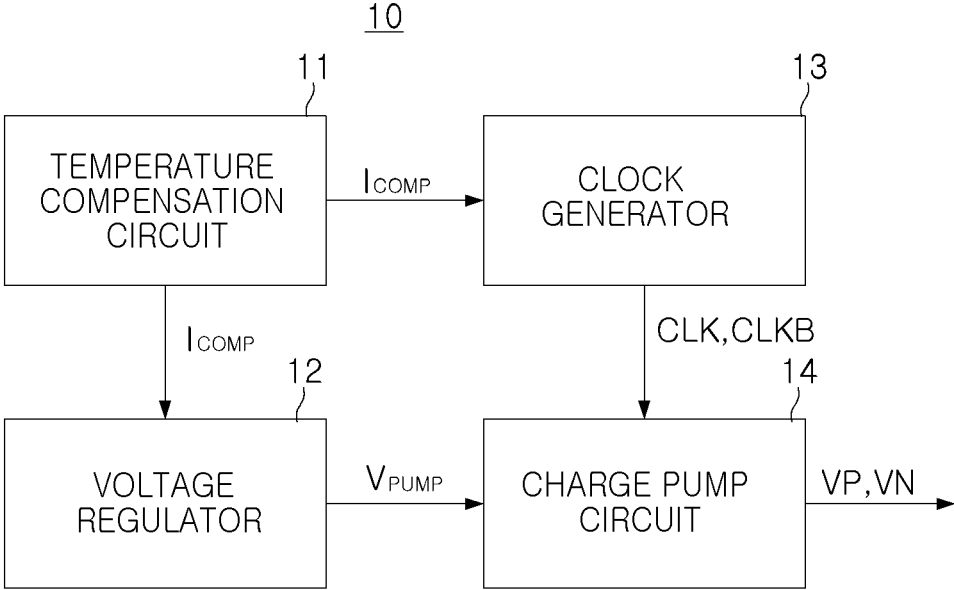 10
11
13
TEMPERATURE
COMPENSATION
CIRCUIT
ICOMP
CLOCK
GENERATOR
ICOMP
CLK,CLKB
12
14
VOLTAGE
REGULATOR
VPUMP
CHARGE PUMP
CIRCUIT
VP,VN